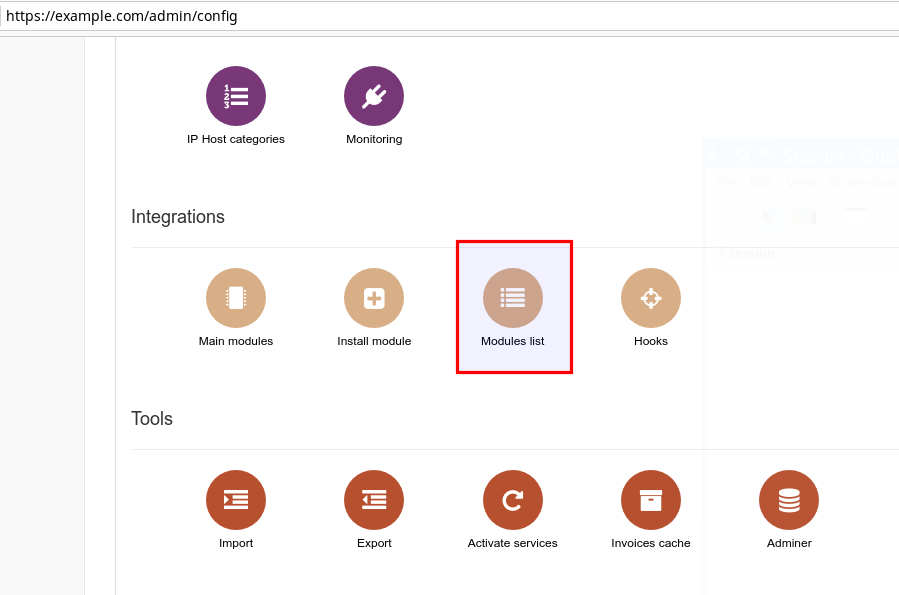 https://example.com/admin/config
IP Host categories
Monitoring
Integrations
Main modules
Install module
Modules list
Hooks
Tools
Import
Export
Activate services
Invoices cache
Adminer